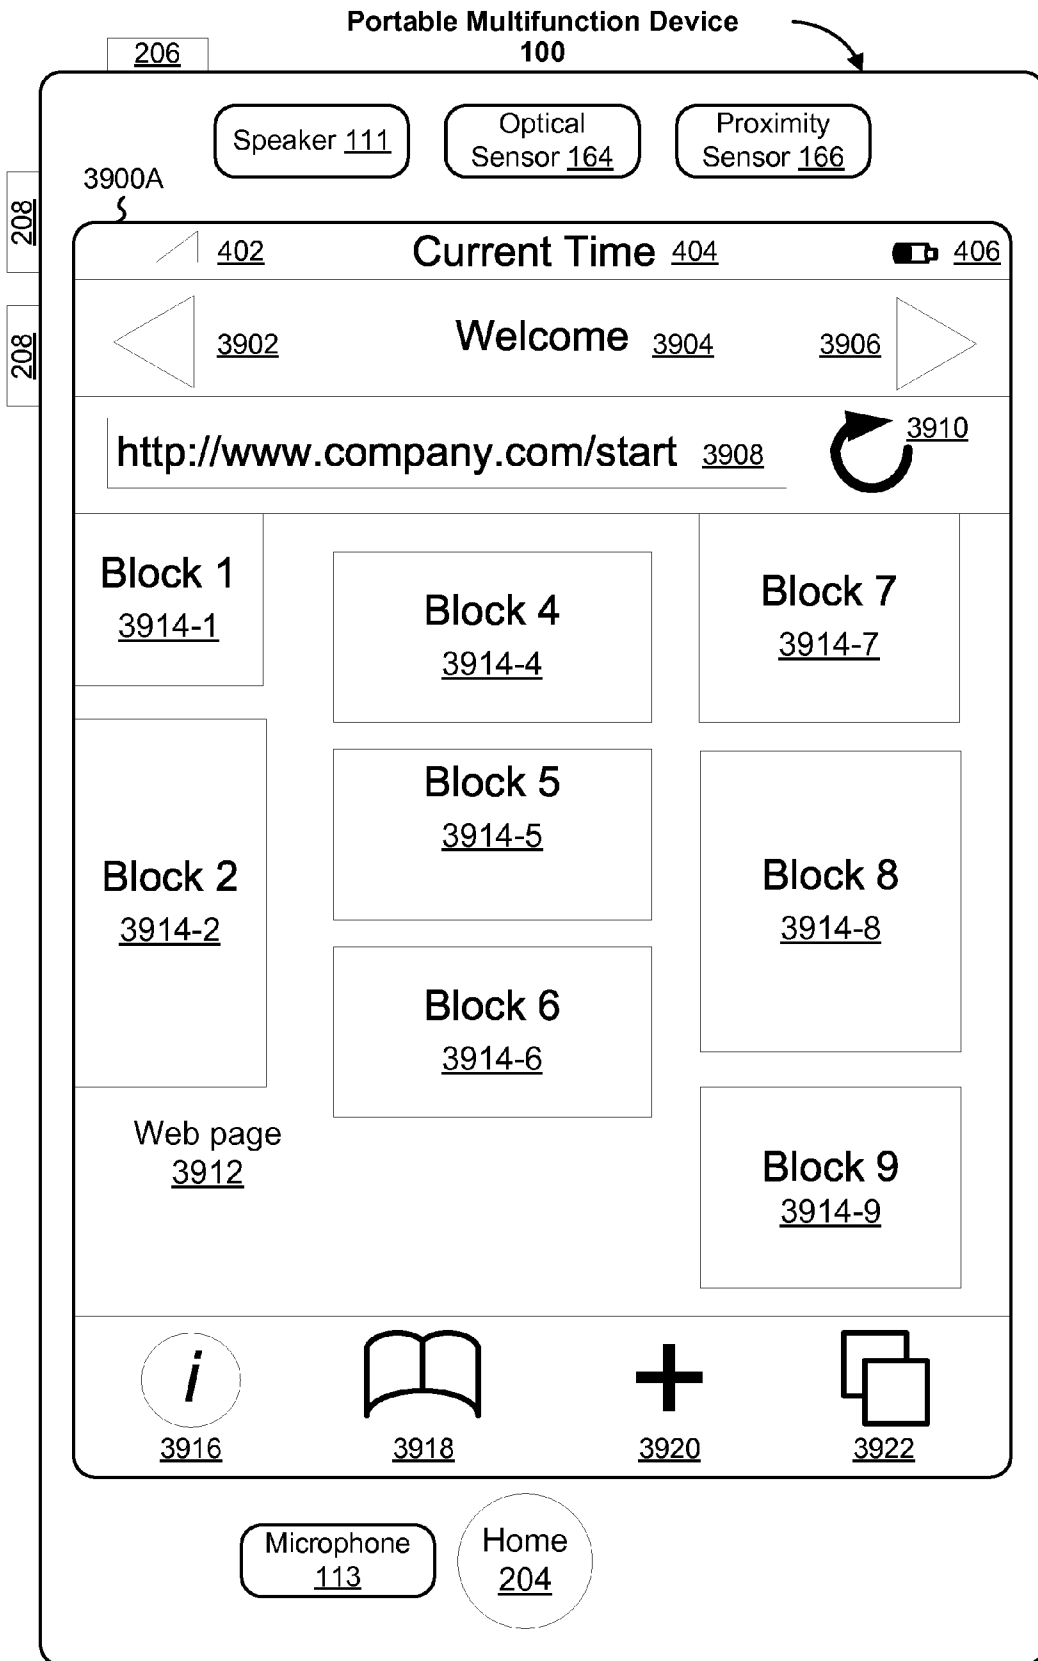 Portable Multifunction Device
100
206
Speaker 111
Optical
Sensor 164
Proximity
Sensor 166
3900A
208
208
402
Current Time 404
406
3902
Welcome 3904
3906
http://www.company.com/start 3908
3910
Block 1
3914-1
Block 2
3914-2
Web page
3912
Block 4
3914-4
Block 5
3914-5
Block 6
3914-6
Block 7
3914-7
Block 8
3914-8
Block 9
3914-9
i
3916
3918
3920
3922
Microphone
113
Home
204